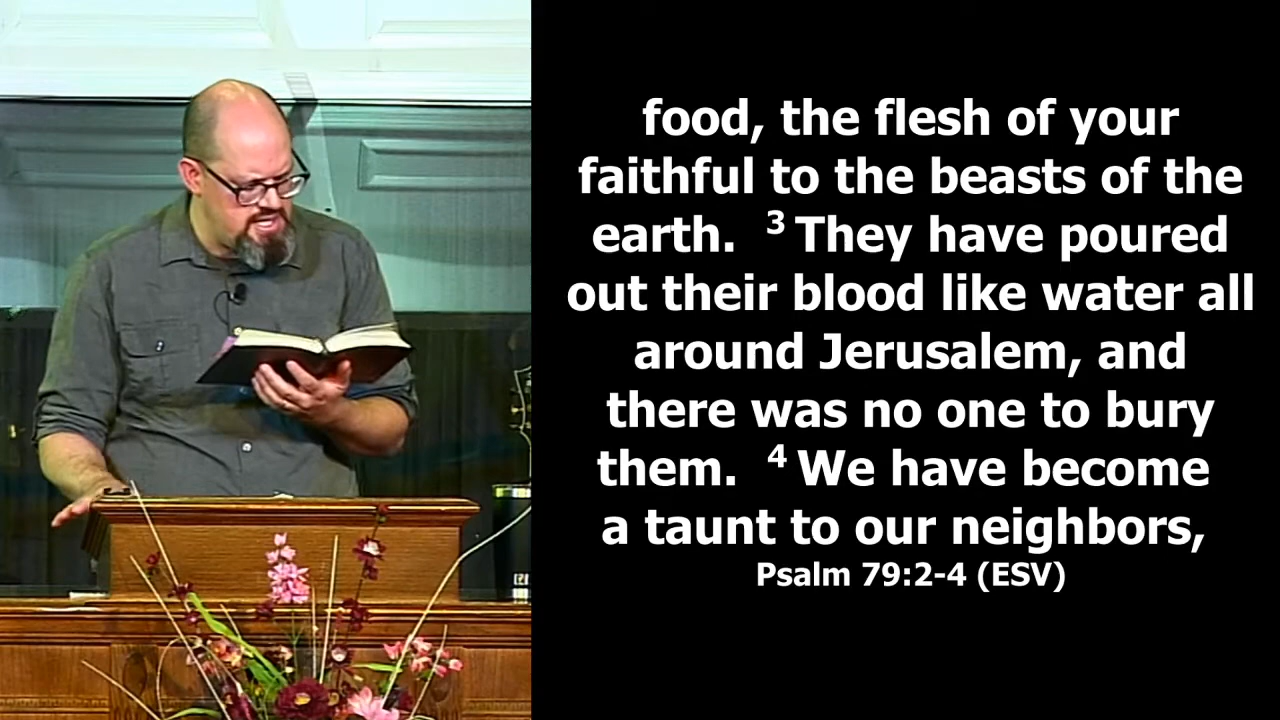 food, the flesh of your
faithful to the beasts of the
earth. 3 They have poured
out their blood like water all
around Jerusalem, and
there was no one to bury
them. 4 We have become
a taunt to our neighbors,
Psalm 79:2-4 (ESV)